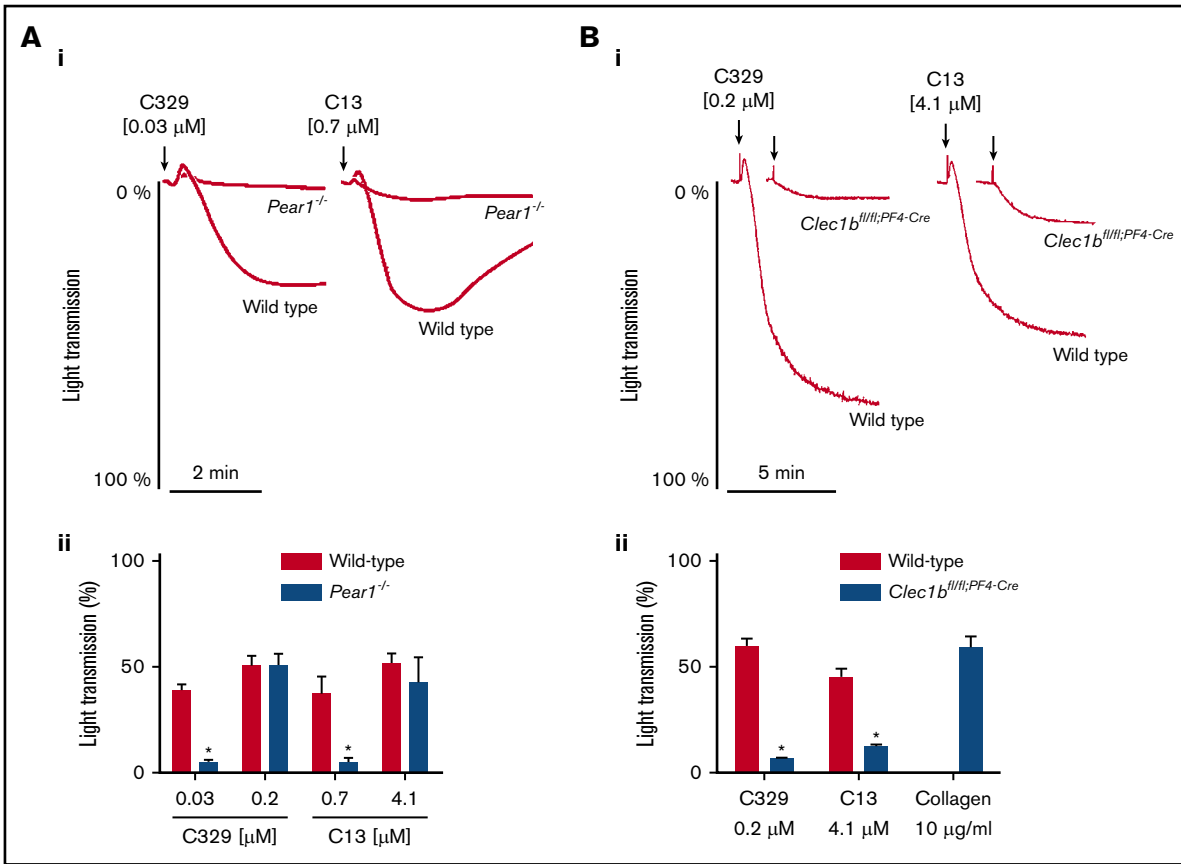 A
i
C329
[0.03 µM]
C13
[0.7 µM]
0 %
Pear1-/-
Pear1-/-
Wild type
Wild type
Light transmission
100 %
2 min
ii
Wild-type
Pear1-/-
Light transmission (%)
100
50
0
*
*
0.03 0.2 0.7 4.1
C329 [µM] C13 [µM]
B
i
C329
[0.2 µM]
C13
[4.1 µM]
0 %
Clec1bfl/fl;PF4-Cre
Clec1bfl/fl;PF4-Cre
Wild type
Wild type
Light transmission
100 %
5 min
ii
Wild-type
Clec1bfl/fl;PF4-Cre
Light transmission (%)
100
50
0
*
*
C329 C13 Collagen
0.2 µM 4.1 µM 10 µg/ml